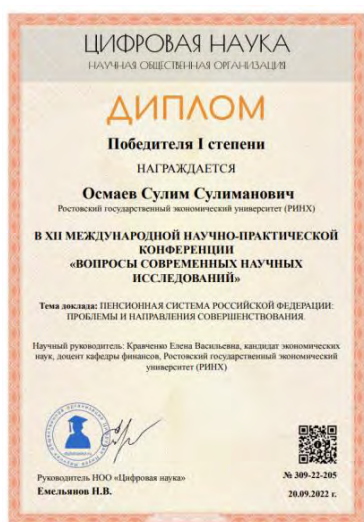 ЦИФРОВАЯ НАУКА
НАУЧНАЯ ОБЩЕСТВЕННАЯ ОРГАНИЗАЦИЯ
ДИПЛОМ
Победителя I степени
НАГРАЖДАЕТСЯ
Осмаев Сулим Сулиманович
Ростовский государственный экономический университет (РИНХ)
В XII МЕЖДУНАРОДНОЙ НАУЧНО-ПРАКТИЧЕСКОЙ
КОНФЕРЕНЦИИ
«ВОПРОСЫ СОВРЕМЕННЫХ НАУЧНЫХ
ИССЛЕДОВАНИЙ»
Тема доклада: ПЕНСИОННАЯ СИСТЕМА РОССИЙСКОЙ ФЕДЕРАЦИИ:
ПРОБЛЕМЫ И НАПРАВЛЕНИЯ СОВЕРШЕНСТВОВАНИЯ.
Научный руководитель: Кравченко Елена Васильевна, кандидат экономических
наук, доцент кафедры финансов, Ростовский государственный экономический
университет (РИНХ)
Руководитель НОО «Цифровая наука»
Емельянов Н.В.
№ 309-22-205
20.09.2022 г.